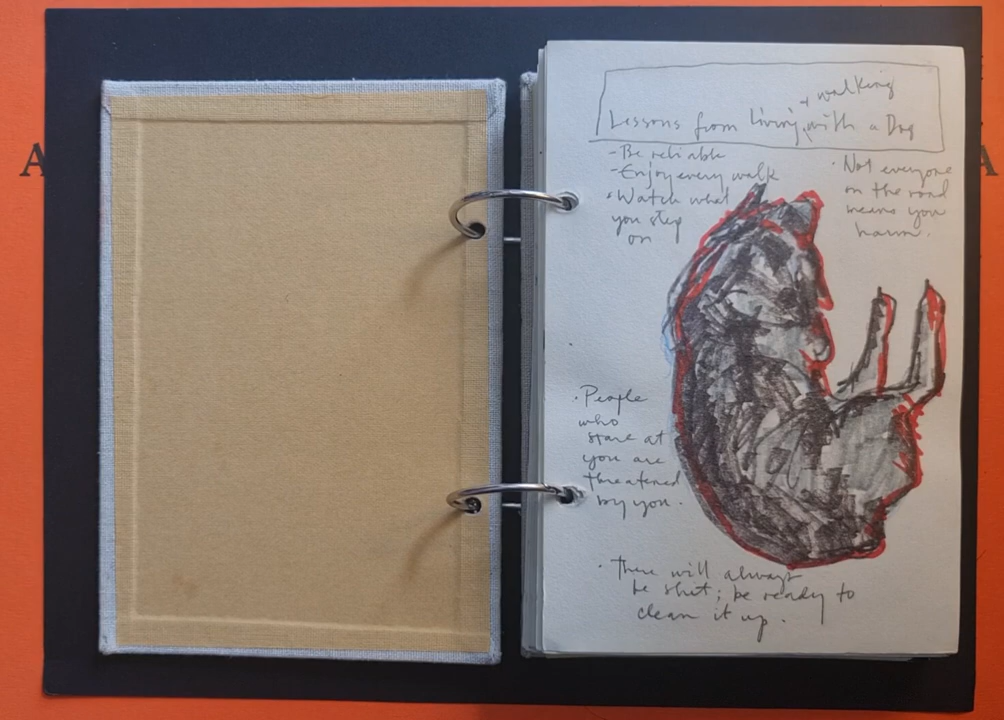 Lessons from living + walking with a Dog
- Be reliable
- Enjoy every walk
• Watch what
you step
on
• Not everyone
on the road
means you
harm.
• People
who
stare at
you are
threatened
by you.
• There will always
be shit; be ready to
clean it up.
A
A